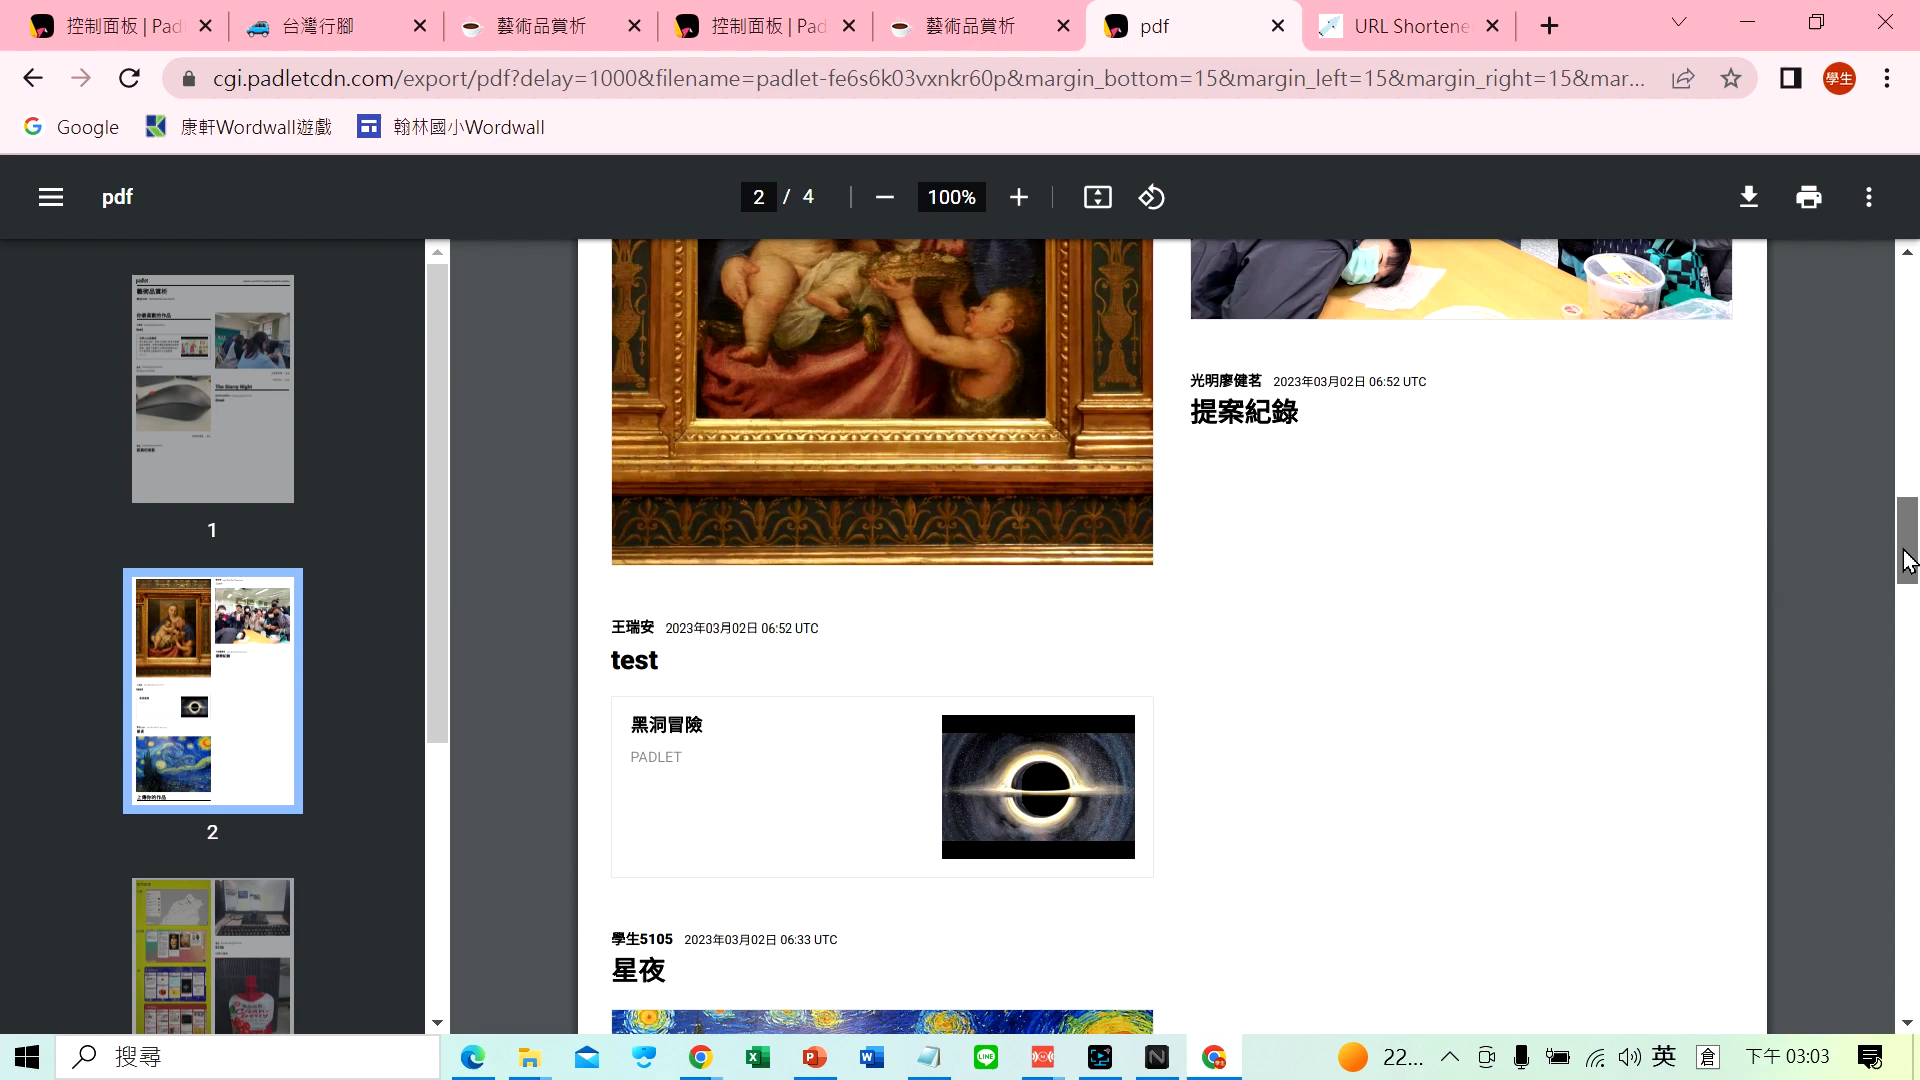 控制面板 | Pad
台灣行腳
藝術品賞析
控制面板 | Pad
藝術品賞析
pdf
URL Shortene
cgi.padletcdn.com/export/pdf?delay=1000&filename=padlet-fe6s6k03vxnkr60p&margin_bottom=15&margin_left=15&margin_right=15&mar...
學生
Google
康軒Wordwall遊戲
翰林國小Wordwall
pdf
2 / 4
100%
1
2
光明廖健茗 2023年03月02日 06:52 UTC
提案紀錄
王瑞安 2023年03月02日 06:52 UTC
test
黑洞冒險
PADLET
學生5105 2023年03月02日 06:33 UTC
星夜
搜尋
22...
英
倉
下午 03:03